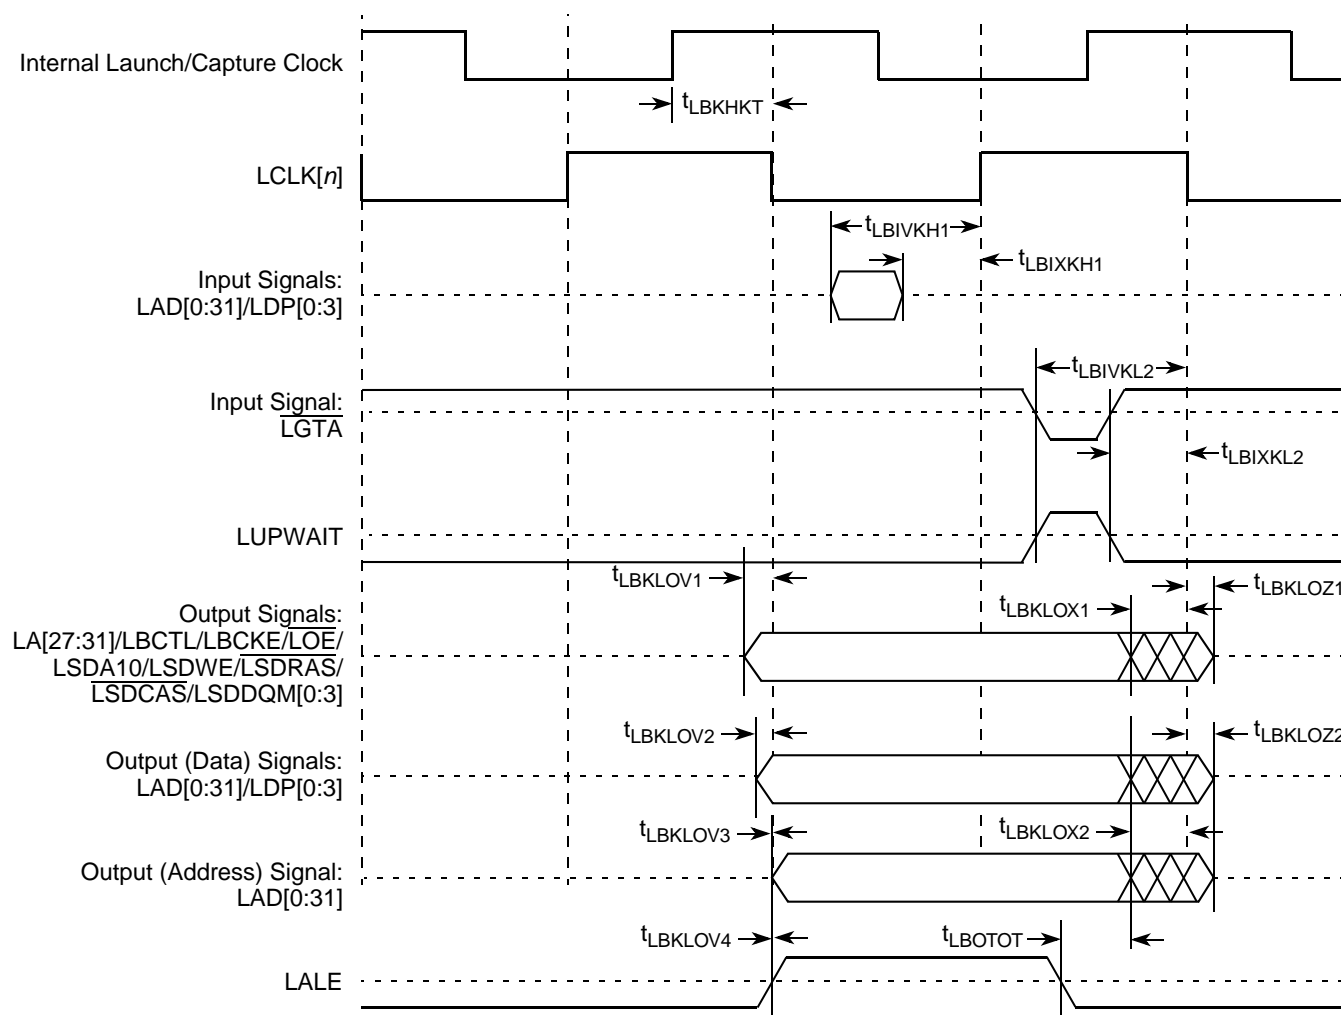 Internal Launch/Capture Clock
tLBKHKT
LCLK[n]
tLBIVKH1
tLBIXKH1
Input Signals:
LAD[0:31]/LDP[0:3]
tLBIVKL2
Input Signal:
LGTA
tLBIXKL2
LUPWAIT
tLBKLOV1
tLBKLOZ1
tLBKLOX1
Output Signals:
LA[27:31]/LBCTL/LBCKE/LOE/
LSDA10/LSDWE/LSDRAS/
LSDCAS/LSDDQM[0:3]
tLBKLOV2
tLBKLOZ2
Output (Data) Signals:
LAD[0:31]/LDP[0:3]
tLBKLOV3
tLBKLOX2
Output (Address) Signal:
LAD[0:31]
tLBKLOV4
tLBOTOT
LALE